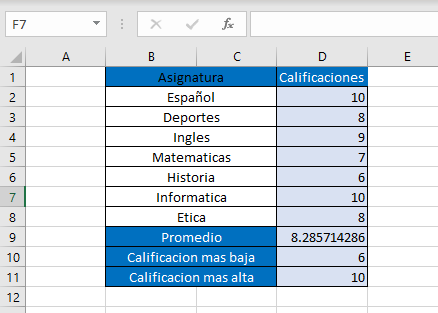 F7
fx
A B C D E
1 Asignatura Calificaciones
2 Español 10
3 Deportes 8
4 Ingles 9
5 Matematicas 7
6 Historia 6
7 Informatica 10
8 Etica 8
9 Promedio 8.285714286
10 Calificacion mas baja 6
11 Calificacion mas alta 10
12